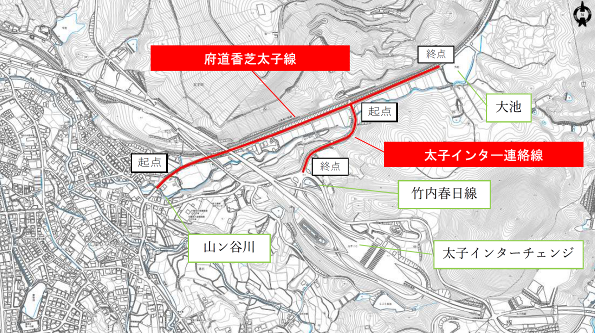 府道香芝太子線
終点
大池
起点
太子インター連絡線
起点
終点
竹内春日線
山ン谷川
太子インターチェンジ